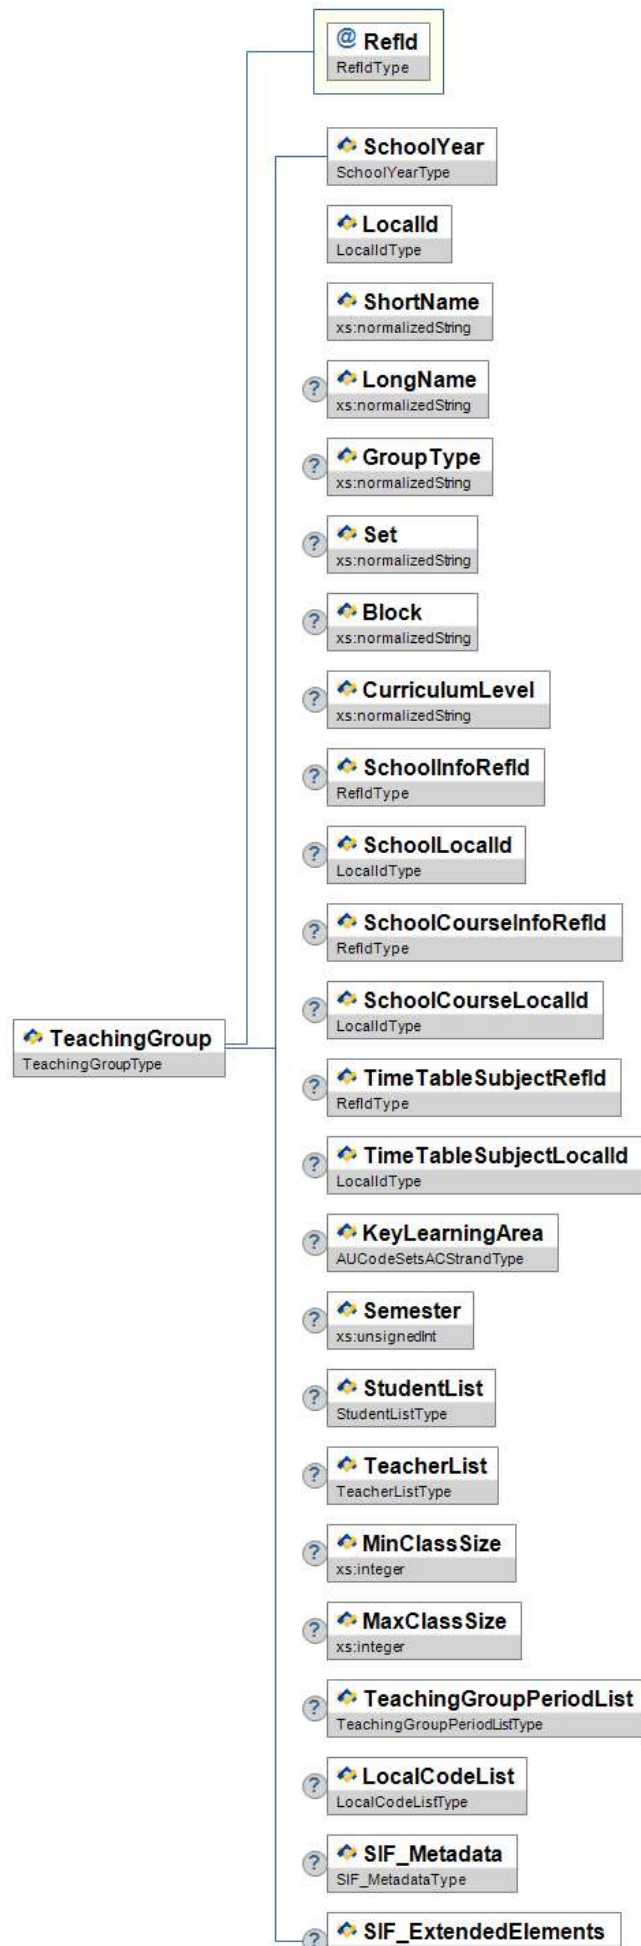 @ RefId
RefIdType
SchoolYear
SchoolYearType
LocalId
LocalIdType
ShortName
xs:normalizedString
? LongName
xs:normalizedString
? GroupType
xs:normalizedString
? Set
xs:normalizedString
? Block
xs:normalizedString
? CurriculumLevel
xs:normalizedString
? SchoolInfoRefId
RefIdType
? SchoolLocalId
LocalIdType
? SchoolCourseInfoRefId
RefIdType
? SchoolCourseLocalId
LocalIdType
TeachingGroup
TeachingGroupType
? TimeTableSubjectRefId
RefIdType
? TimeTableSubjectLocalId
LocalIdType
? KeyLearningArea
AUCodeSetsACStrandType
? Semester
xs:unsignedInt
? StudentList
StudentListType
? TeacherList
TeacherListType
? MinClassSize
xs:integer
? MaxClassSize
xs:integer
? TeachingGroupPeriodList
TeachingGroupPeriodListType
? LocalCodeList
LocalCodeListType
? SIF_Metadata
SIF_MetadataType
? SIF_ExtendedElements